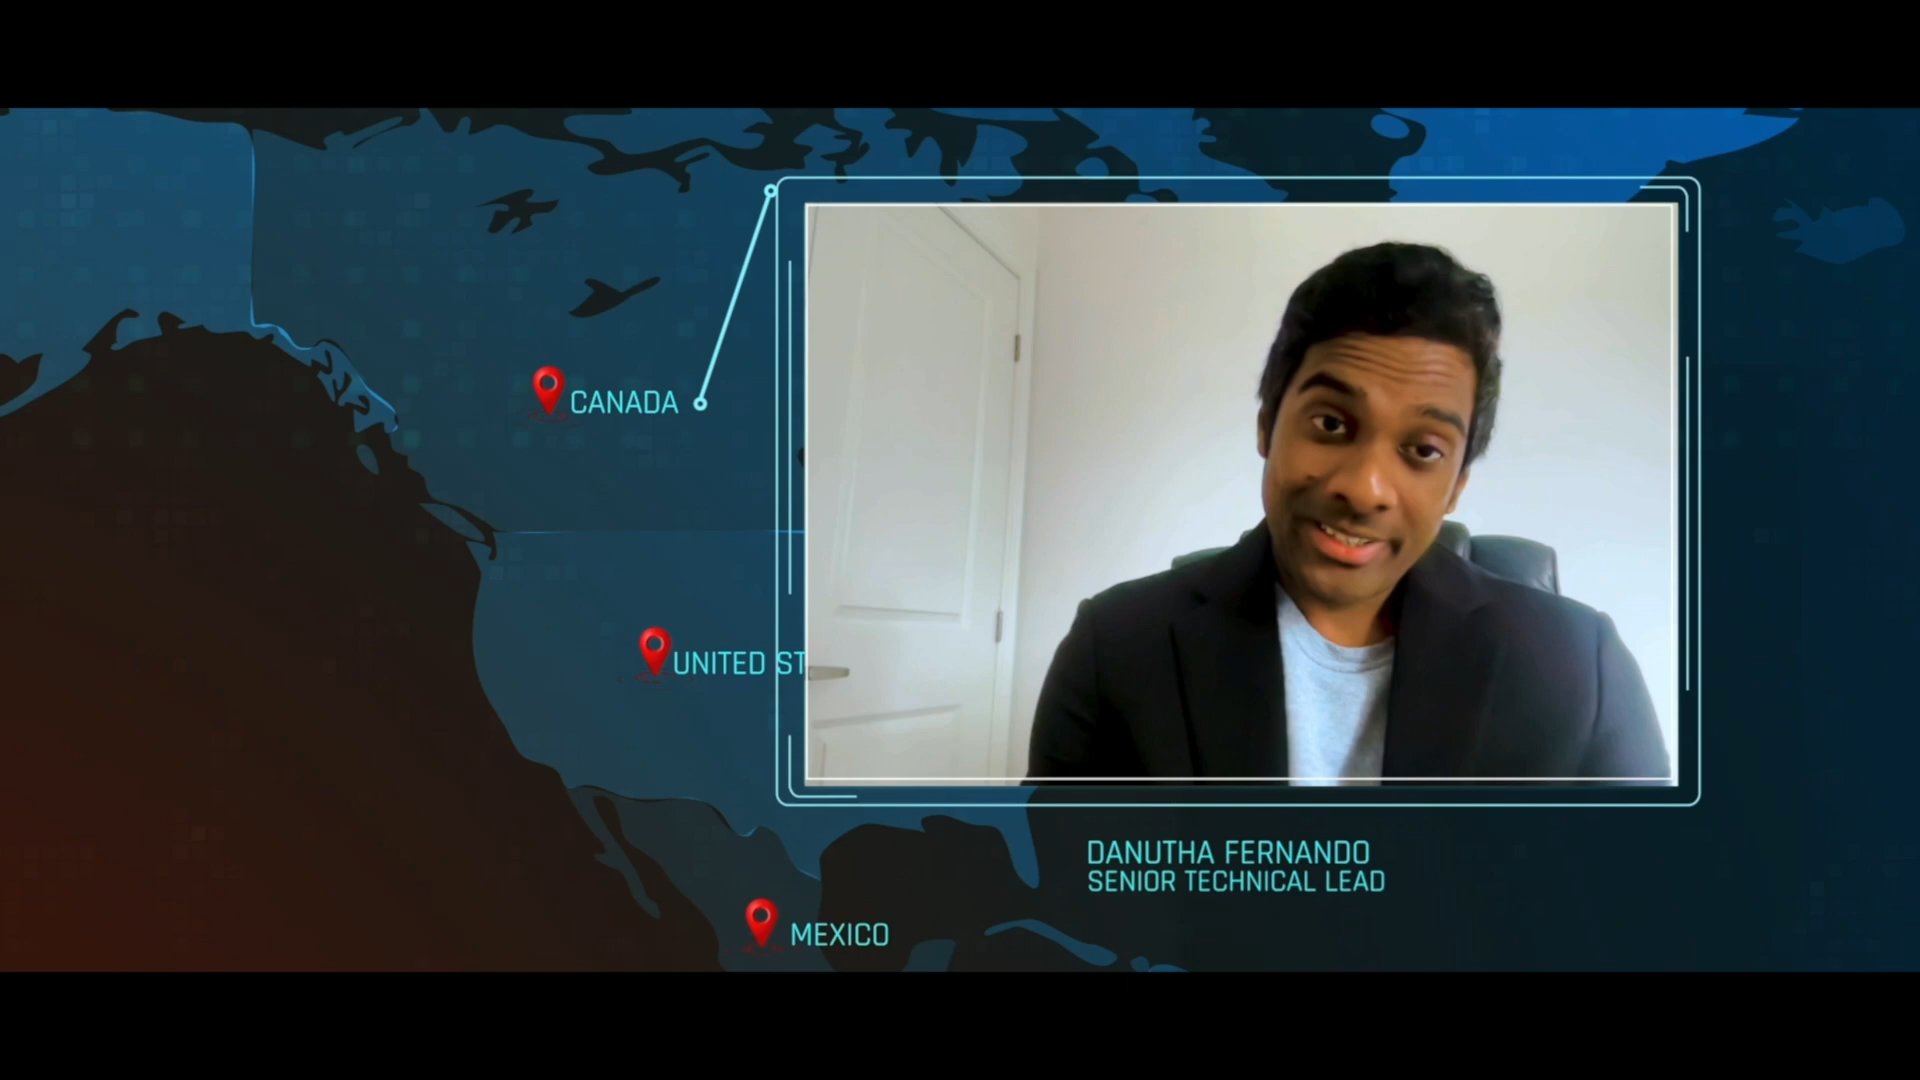 CANADA
UNITED ST
DANUTHA FERNANDO
SENIOR TECHNICAL LEAD
MEXICO